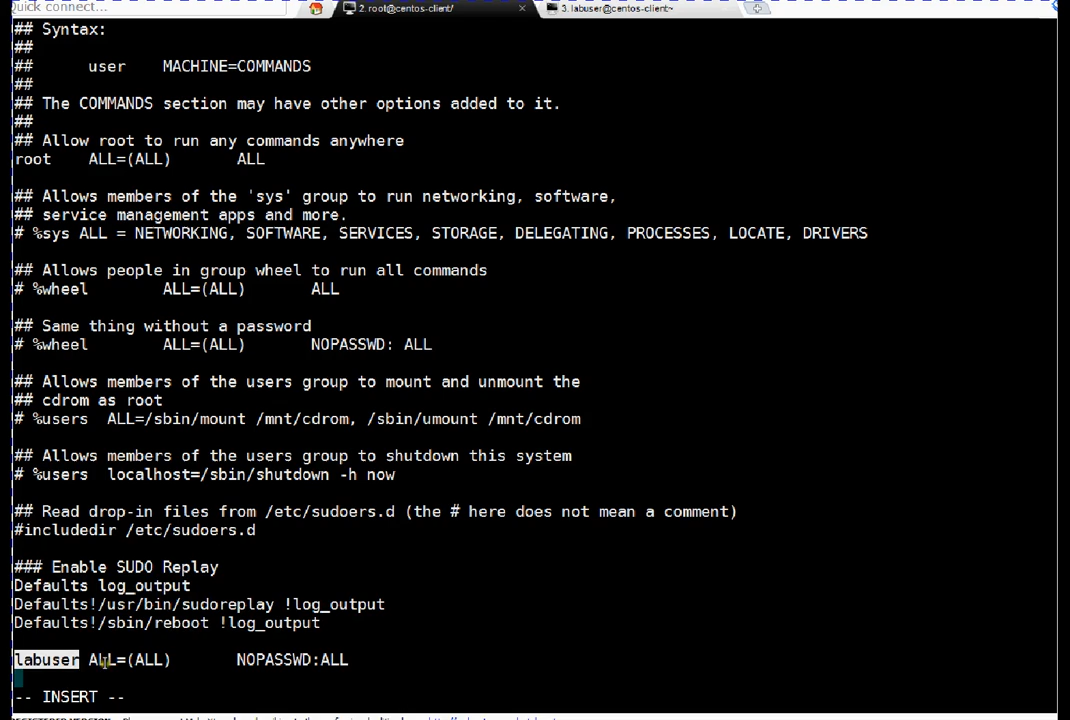 Quick connect...
2. root@centos-client:/
3. labuser@centos-client:~
## Syntax:
##
##      user    MACHINE=COMMANDS
##
## The COMMANDS section may have other options added to it.
##
## Allow root to run any commands anywhere
root    ALL=(ALL)       ALL
## Allows members of the 'sys' group to run networking, software,
## service management apps and more.
# %sys ALL = NETWORKING, SOFTWARE, SERVICES, STORAGE, DELEGATING, PROCESSES, LOCATE, DRIVERS
## Allows people in group wheel to run all commands
# %wheel        ALL=(ALL)       ALL
## Same thing without a password
# %wheel        ALL=(ALL)       NOPASSWD: ALL
## Allows members of the users group to mount and unmount the
## cdrom as root
# %users  ALL=/sbin/mount /mnt/cdrom, /sbin/umount /mnt/cdrom
## Allows members of the users group to shutdown this system
# %users  localhost=/sbin/shutdown -h now
## Read drop-in files from /etc/sudoers.d (the # here does not mean a comment)
#includedir /etc/sudoers.d
### Enable SUDO Replay
Defaults log_output
Defaults!/usr/bin/sudoreplay !log_output
Defaults!/sbin/reboot !log_output
labuser ALL=(ALL)       NOPASSWD:ALL
-- INSERT --